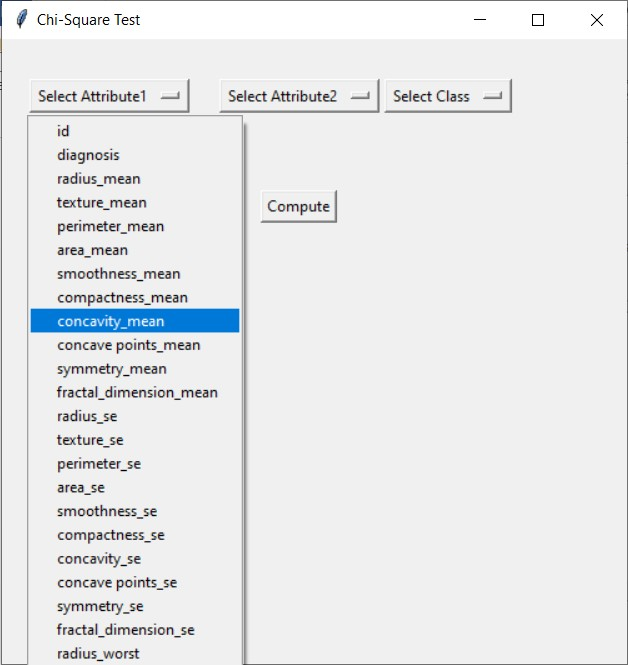 Chi-Square Test
Select Attribute1 Select Attribute2 Select Class
id
diagnosis
radius_mean
texture_mean
Compute
perimeter_mean
area_mean
smoothness_mean
compactness_mean
concavity_mean
concave points_mean
symmetry_mean
fractal_dimension_mean
radius_se
texture_se
perimeter_se
area_se
smoothness_se
compactness_se
concavity_se
concave points_se
symmetry_se
fractal_dimension_se
radius_worst